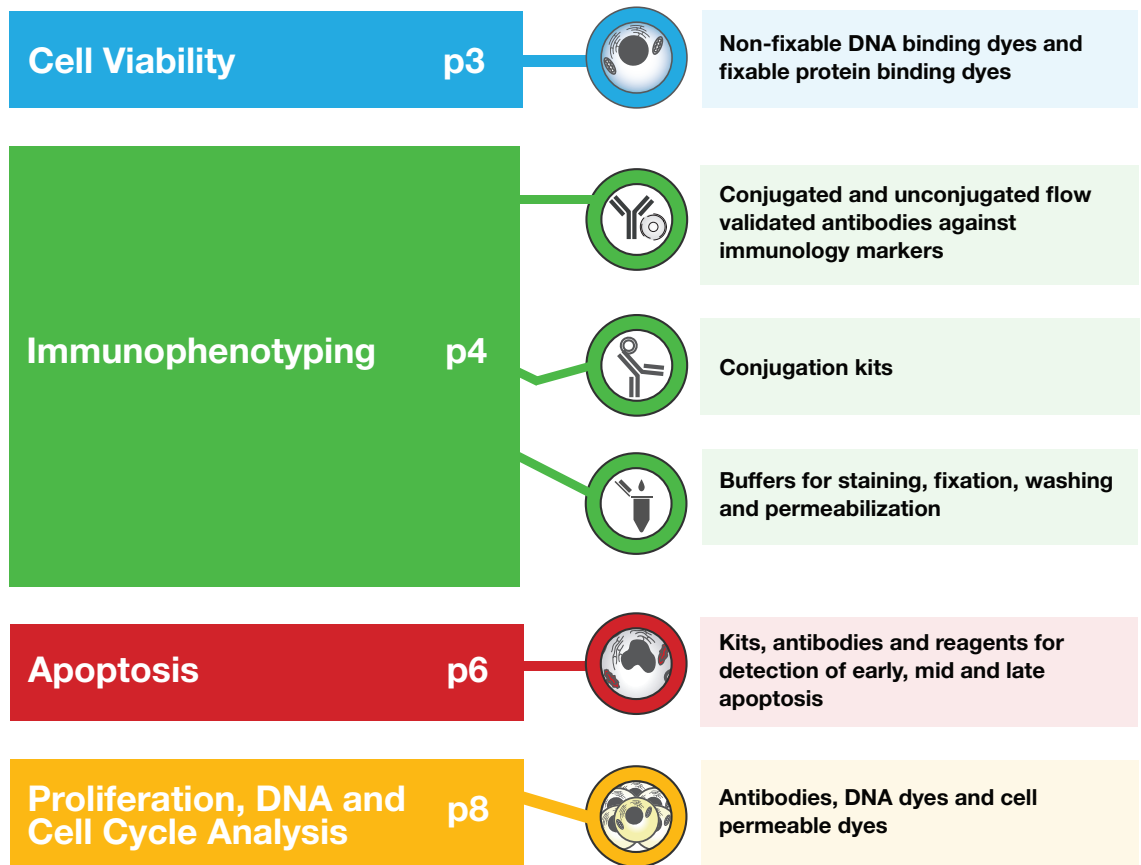 Cell Viability p3
Non-fixable DNA binding dyes and
fixable protein binding dyes
Immunophenotyping p4
Conjugated and unconjugated flow
validated antibodies against
immunology markers
Conjugation kits
Buffers for staining, fixation, washing
and permeabilization
Apoptosis p6
Kits, antibodies and reagents for
detection of early, mid and late
apoptosis
Proliferation, DNA and
Cell Cycle Analysis p8
Antibodies, DNA dyes and cell
permeable dyes